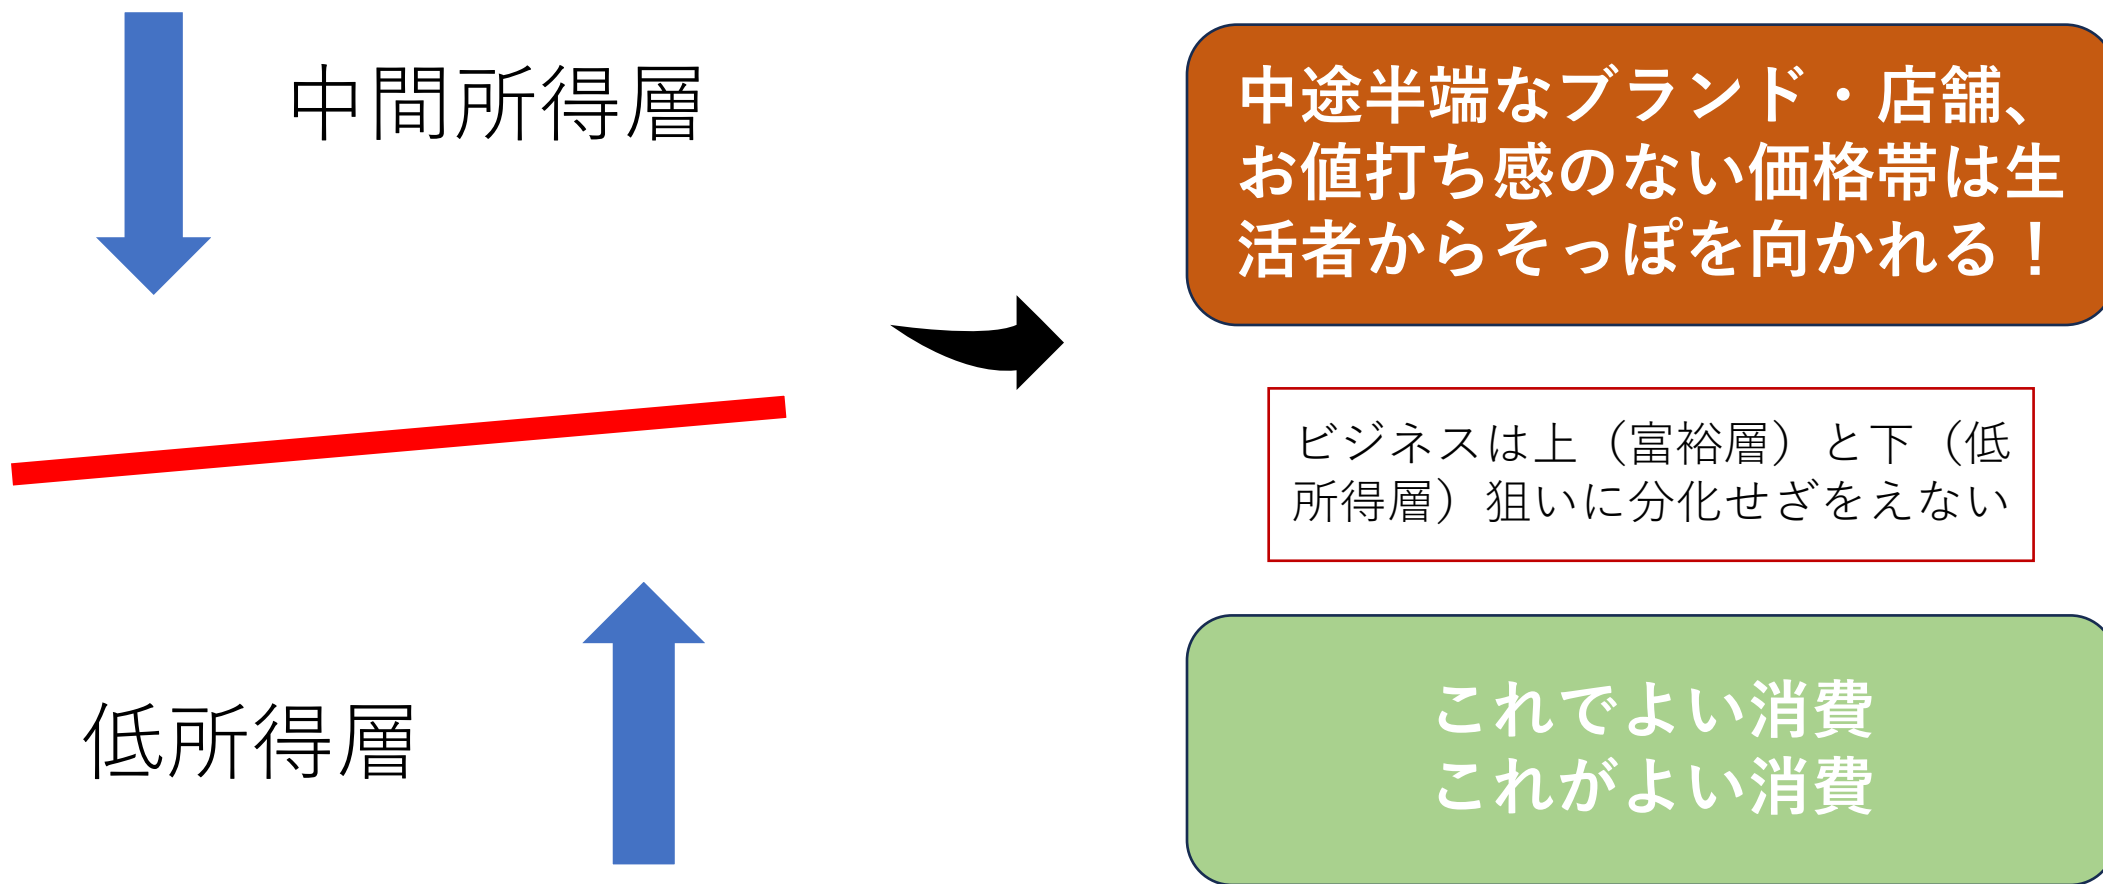 中間所得層
中途半端なブランド・店舗、
お値打ち感のない価格帯は生
活者からそっぽを向かれる！
ビジネスは上（富裕層）と下（低
所得層）狙いに分化せざをえない
低所得層
これでよい消費
これがよい消費